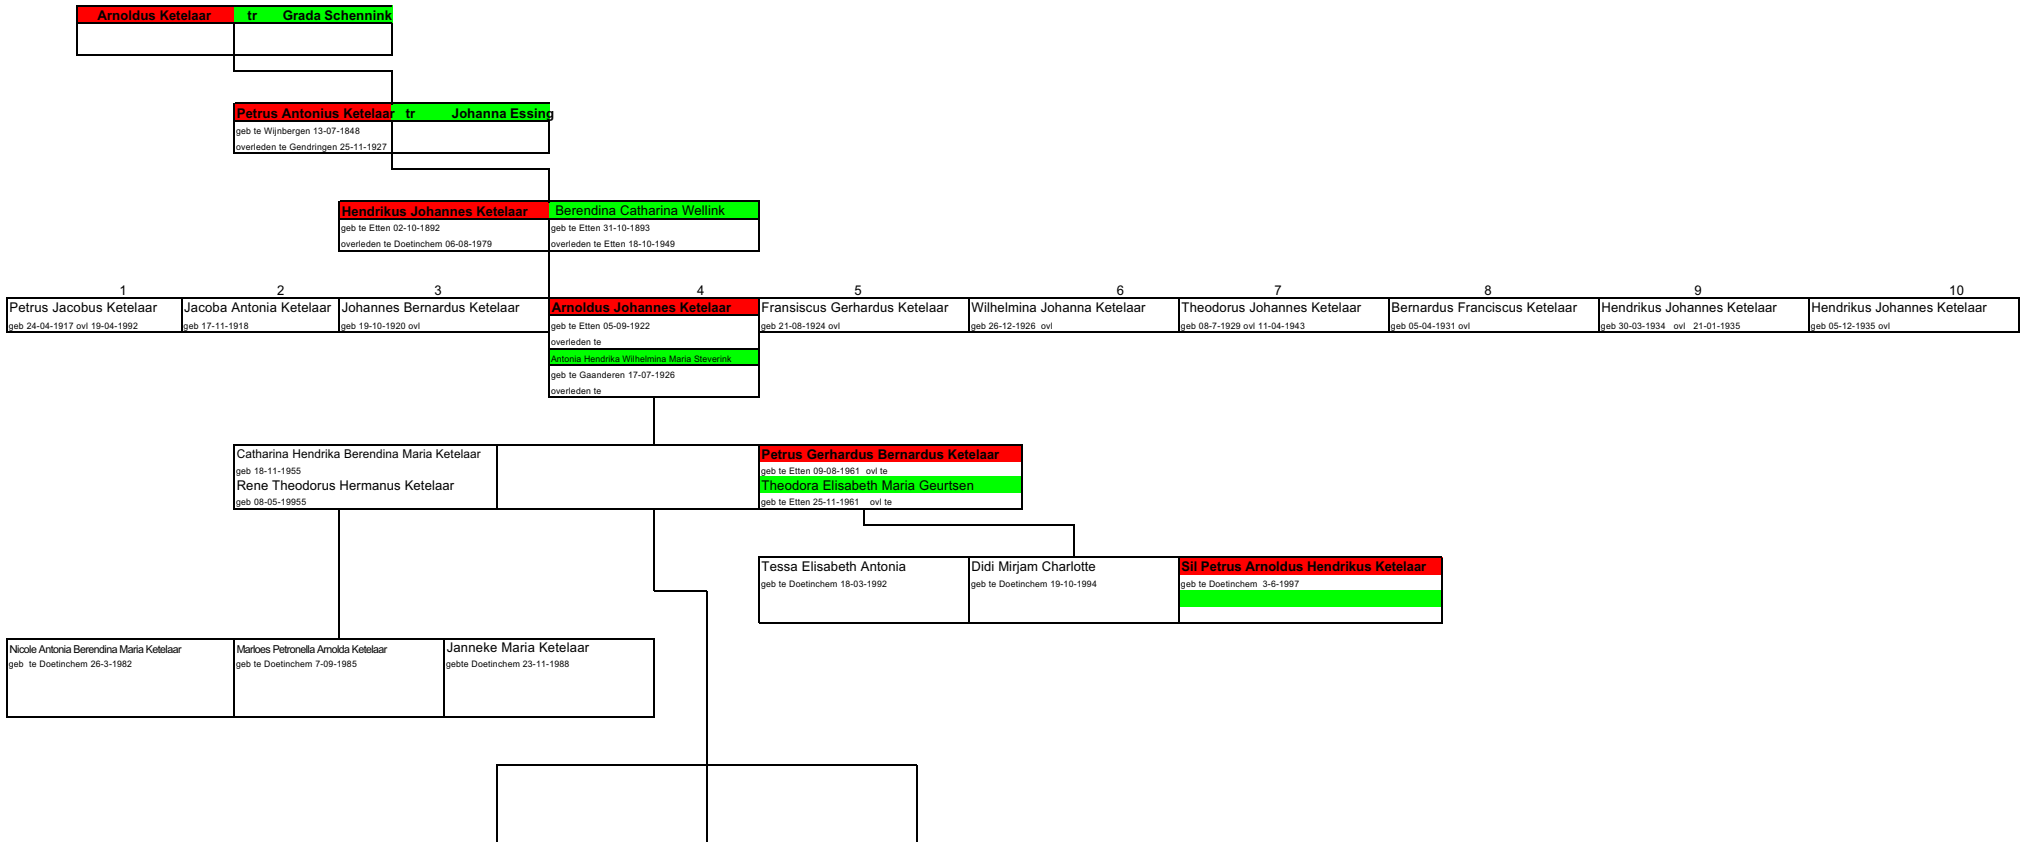 Arnoldus Ketelaar tr Grada Schennink
Petrus Antonius Ketelaar tr Johanna Essing
geb te Wijnbergen 13-07-1848
overleden te Gendringen 25-11-1927
Hendrikus Johannes Ketelaar Berendina Catharina Wellink
geb te Etten 02-10-1892 geb te Etten 31-10-1893
overleden te Doetinchem 06-08-1979 overleden te Etten 18-10-1949
1 2 3 4 5 6 7 8 9 10
Petrus Jacobus Ketelaar Jacoba Antonia Ketelaar Johannes Bernardus Ketelaar Arnoldus Johannes Ketelaar Fransiscus Gerhardus Ketelaar Wilhelmina Johanna Ketelaar Theodorus Johannes Ketelaar Bernardus Franciscus Ketelaar Hendrikus Johannes Ketelaar Hendrikus Johannes Ketelaar
geb 24-04-1917 ovl 19-04-1992 geb 17-11-1918 geb 19-10-1920 ovl geb te Etten 05-09-1922 geb 21-08-1924 ovl geb 26-12-1926 ovl geb 08-7-1929 ovl 11-04-1943 geb 05-04-1931 ovl geb 30-03-1934 ovl 21-01-1935 geb 05-12-1935 ovl
overleden te
Antonia Hendrika Wilhelmina Maria Steverink
geb te Gaanderen 17-07-1926
overleden te
Catharina Hendrika Berendina Maria Ketelaar Petrus Gerhardus Bernardus Ketelaar
geb 18-11-1955 geb te Etten 09-08-1961 ovl te
Rene Theodorus Hermanus Ketelaar Theodora Elisabeth Maria Geurtsen
geb 08-05-19955 geb te Etten 25-11-1961 ovl te
Tessa Elisabeth Antonia Didi Mirjam Charlotte Sil Petrus Arnoldus Hendrikus Ketelaar
geb te Doetinchem 18-03-1992 geb te Doetinchem 19-10-1994 geb te Doetinchem 3-6-1997
Nicole Antonia Berendina Maria Ketelaar Marloes Petronella Arnolda Ketelaar Janneke Maria Ketelaar
geb te Doetinchem 26-3-1982 geb te Doetinchem 7-09-1985 gebte Doetinchem 23-11-1988